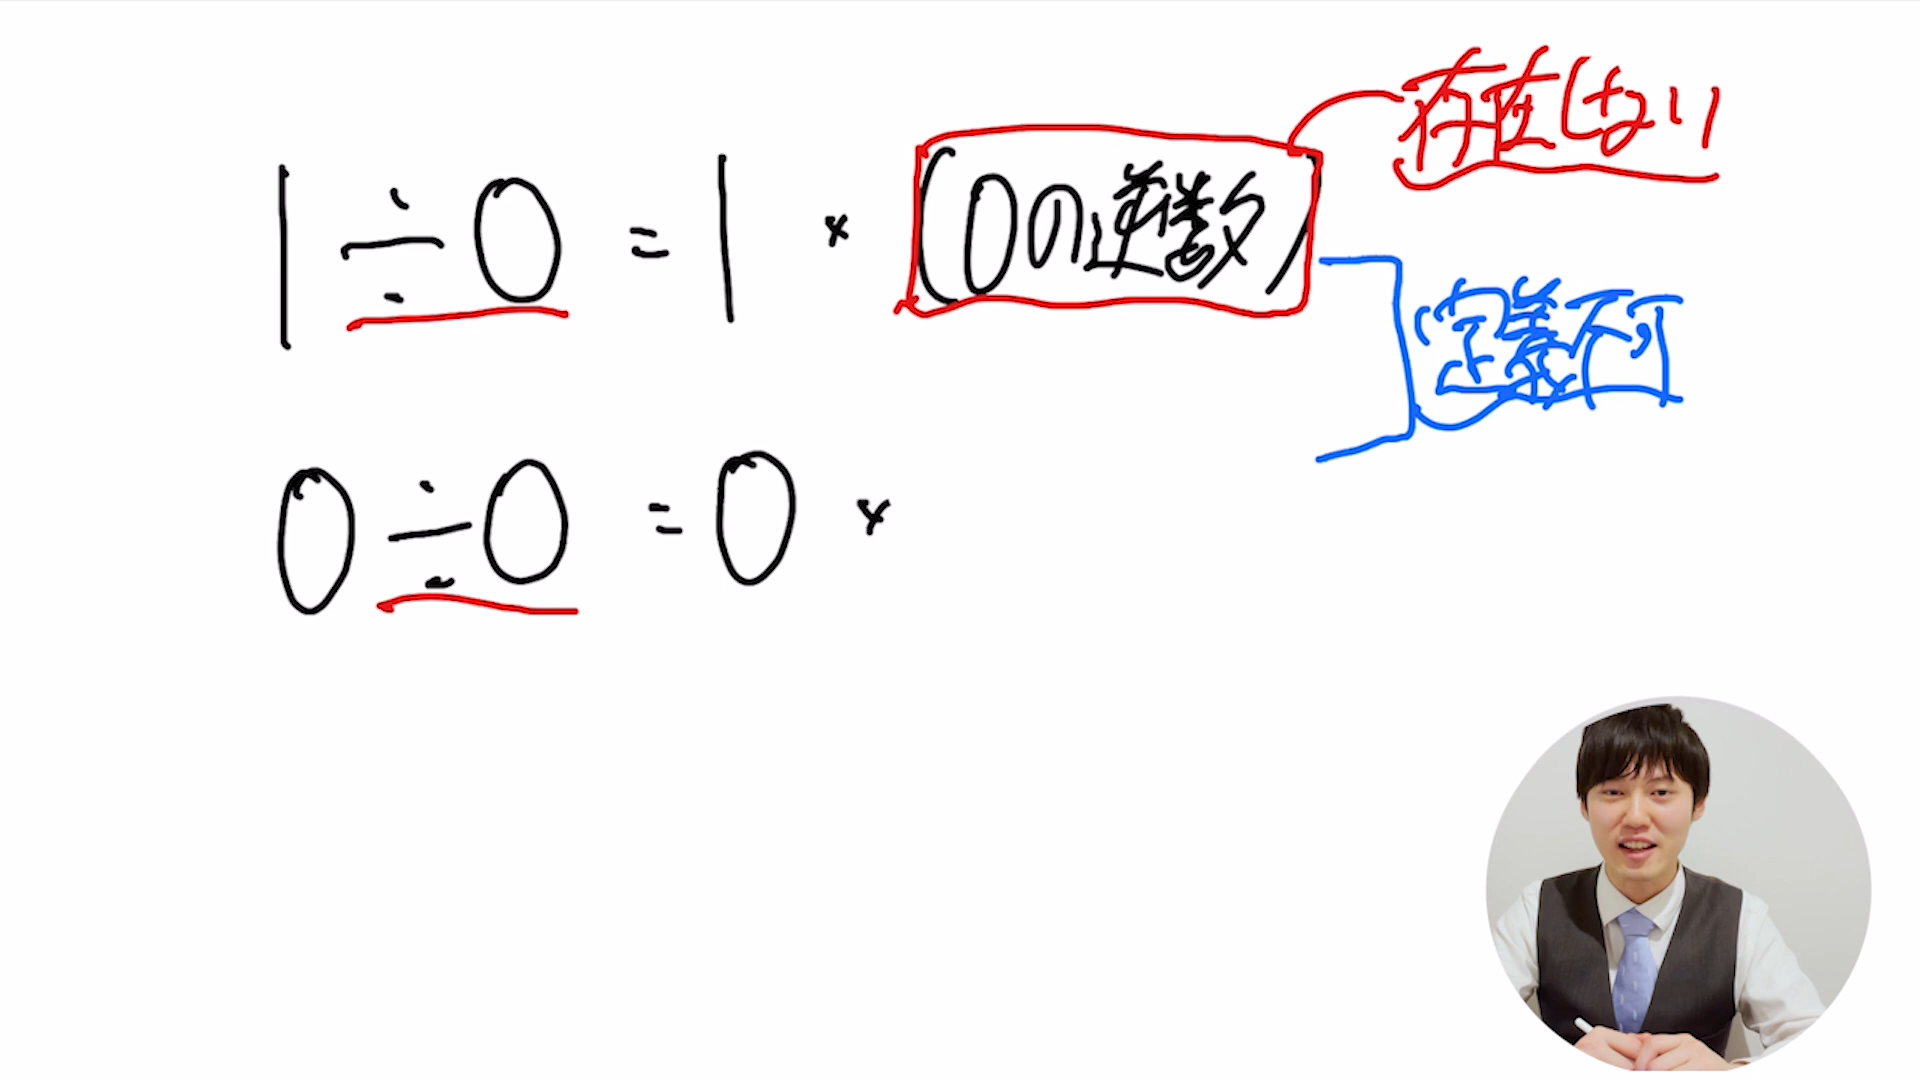 1 ÷ 0 = 1 × (0の逆数)
存在しない
定義不可
0 ÷ 0 = 0 ×